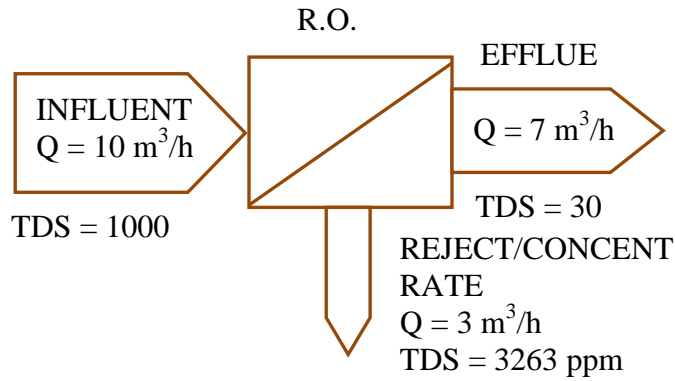 R.O.
EFFLUE
INFLUENT
Q = 10 m³/h
Q = 7 m³/h
TDS = 1000
TDS = 30
REJECT/CONCENT
RATE
Q = 3 m³/h
TDS = 3263 ppm